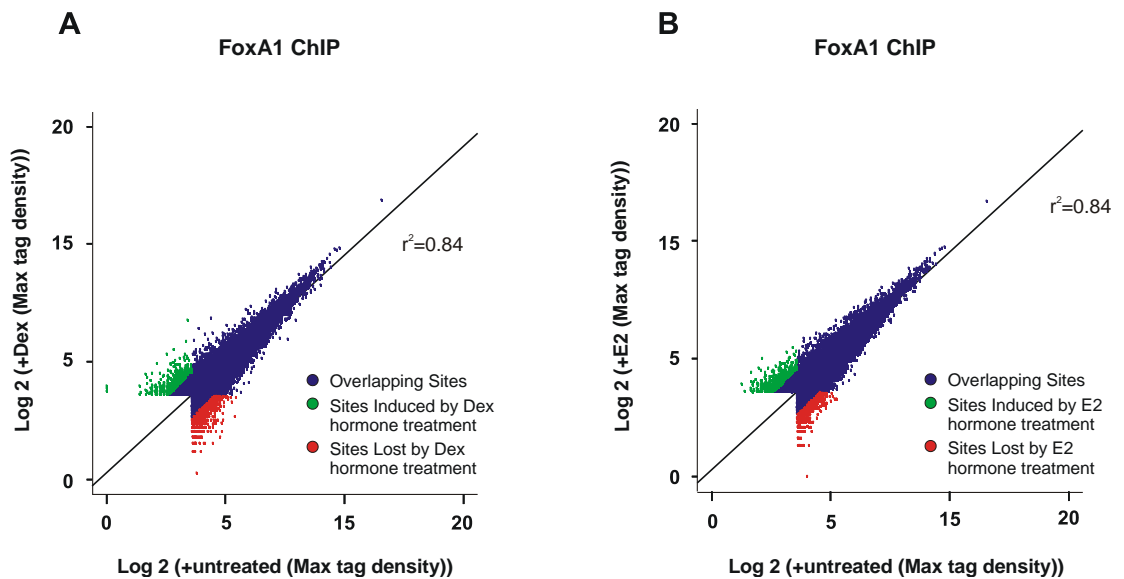 A
FoxA1 ChIP
Log 2 (+Dex (Max tag density))
20
15
5
0
r²=0.84
Overlapping Sites
Sites Induced by Dex
hormone treatment
Sites Lost by Dex
hormone treatment
0 5 15 20
Log 2 (+untreated (Max tag density))
B
FoxA1 ChIP
Log 2 (+E2 (Max tag density))
20
15
5
0
r²=0.84
Overlapping Sites
Sites Induced by E2
hormone treatment
Sites Lost by E2
hormone treatment
0 5 15 20
Log 2 (+untreated (Max tag density))